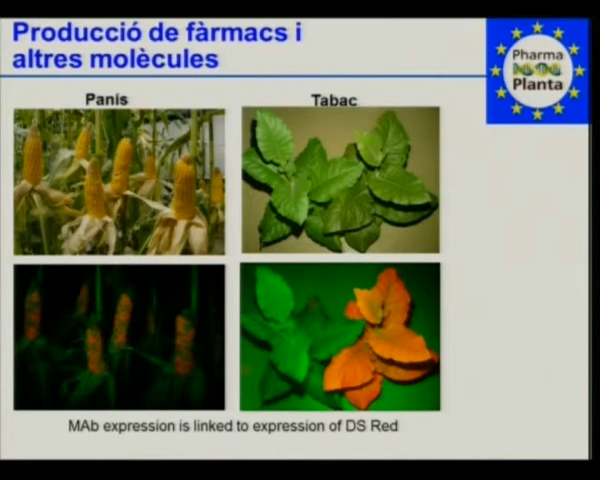 Producció de fàrmacs i
altres molècules
Pharma
Planta
Panís
Tabac
MAb expression is linked to expression of DS Red